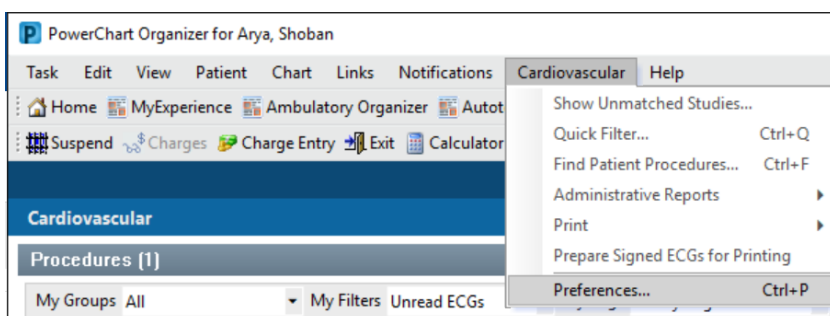 PowerChart Organizer for Arya, Shoban
Task Edit View Patient Chart Links Notifications Cardiovascular Help
Home MyExperience Ambulatory Organizer
Suspend Charges Charge Entry Exit Calculator
Show Unmatched Studies...
Quick Filter... Ctrl+Q
Find Patient Procedures... Ctrl+F
Administrative Reports
Print
Prepare Signed ECGs for Printing
Preferences... Ctrl+P
Cardiovascular
Procedures (1)
My Groups All My Filters Unread ECGs